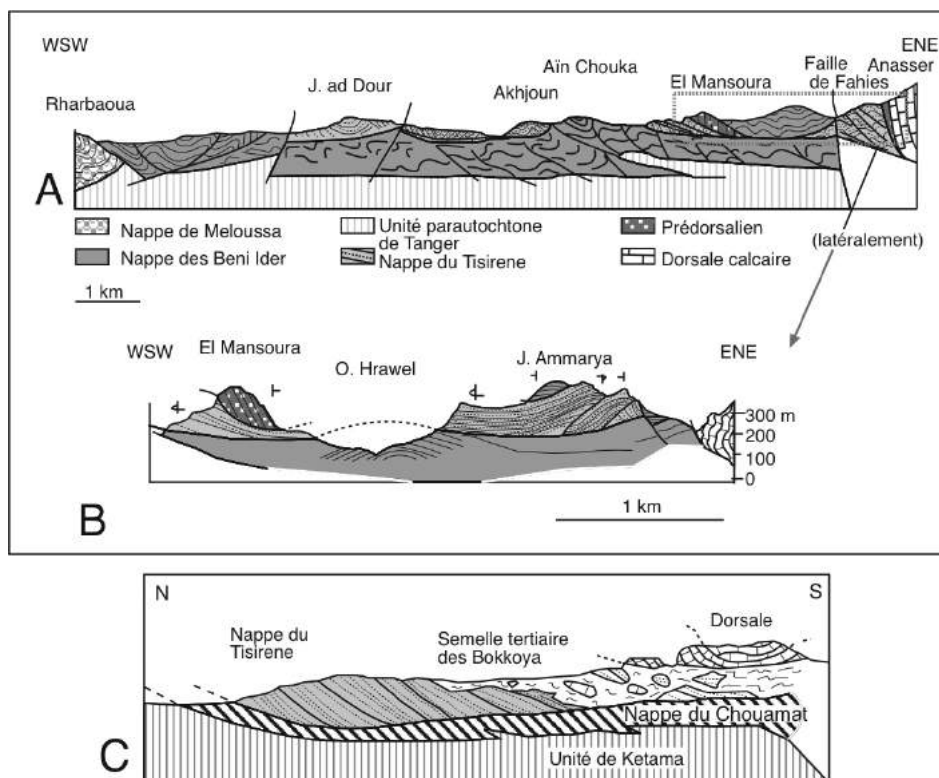 WSW
ENE
Rharbaoua
J. ad Dour
Aïn Chouka
Akhjoun
El Mansoura
Faille
de Fahies
Anasser
A
Nappe de Meloussa
Nappe des Beni Ider
Unité parautochtone
de Tanger
Nappe du Tisirene
Prédorsalien
Dorsale calcaire
(latéralement)
1 km
WSW
El Mansoura
O. Hrawel
J. Ammarya
ENE
300 m
200
100
0
B
1 km
N
S
Nappe du
Tisirene
Semelle tertiaire
des Bokkoya
Dorsale
Nappe du Chouamat
Unité de Ketama
C